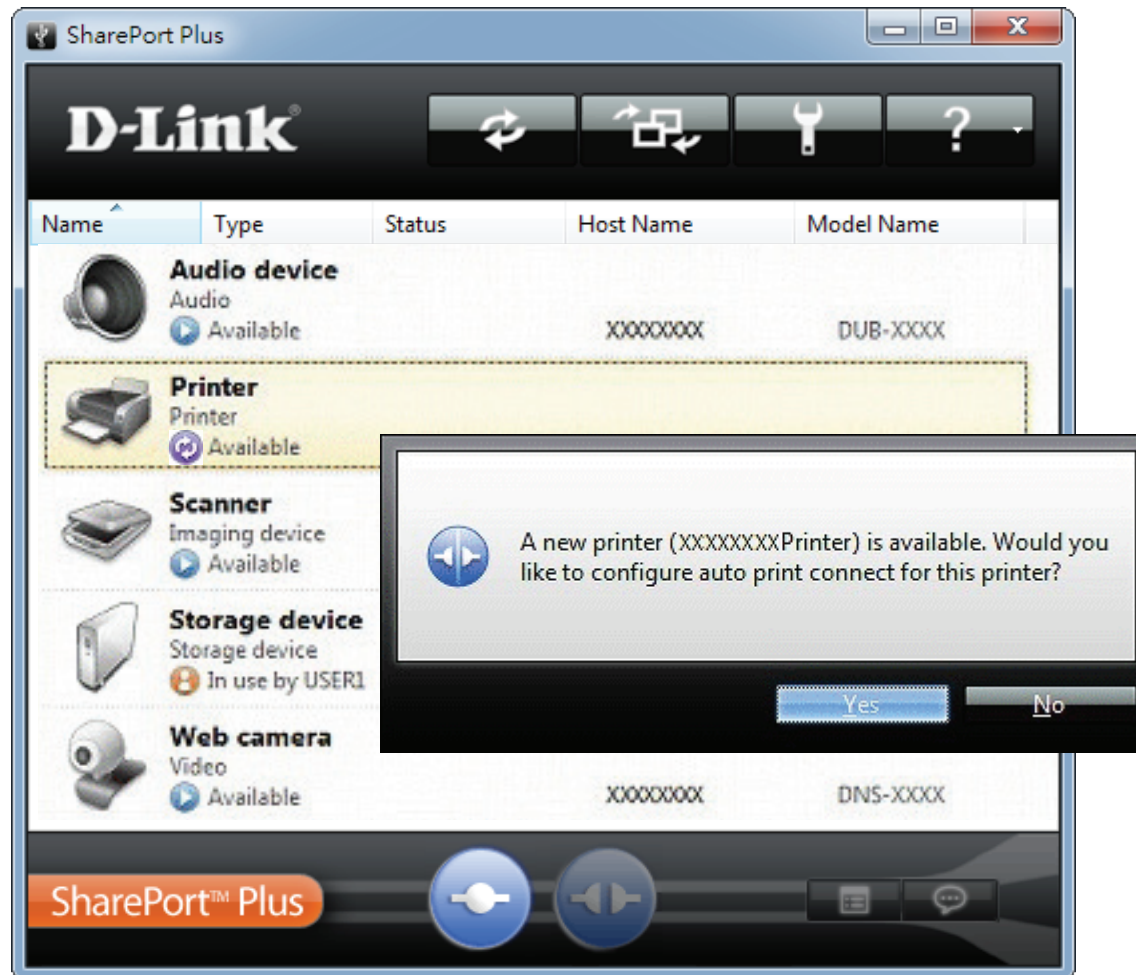 SharePort Plus
D-Link®
?
Name Type Status Host Name Model Name
Audio device
Audio
Available XXXXXXXX DUB-XXXX
Printer
Printer
Available
Scanner
Imaging device
Available
Storage device
Storage device
In use by USER1
Web camera
Video
Available XXXXXXXX DNS-XXXX
A new printer (XXXXXXXXPrinter) is available. Would you
like to configure auto print connect for this printer?
Yes No
SharePort™ Plus